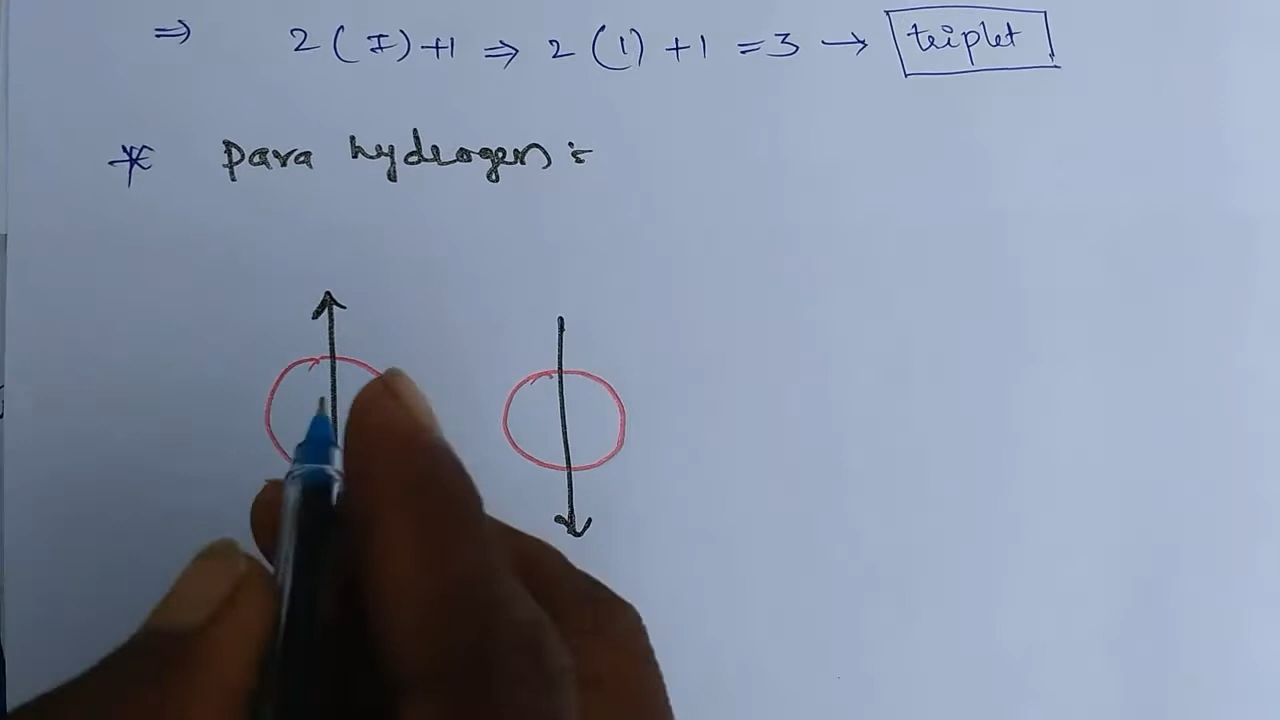 ⇒ 2 ( I ) +1 ⇒ 2 (1) + 1 = 3 → triplet
* Para hydrogen :-